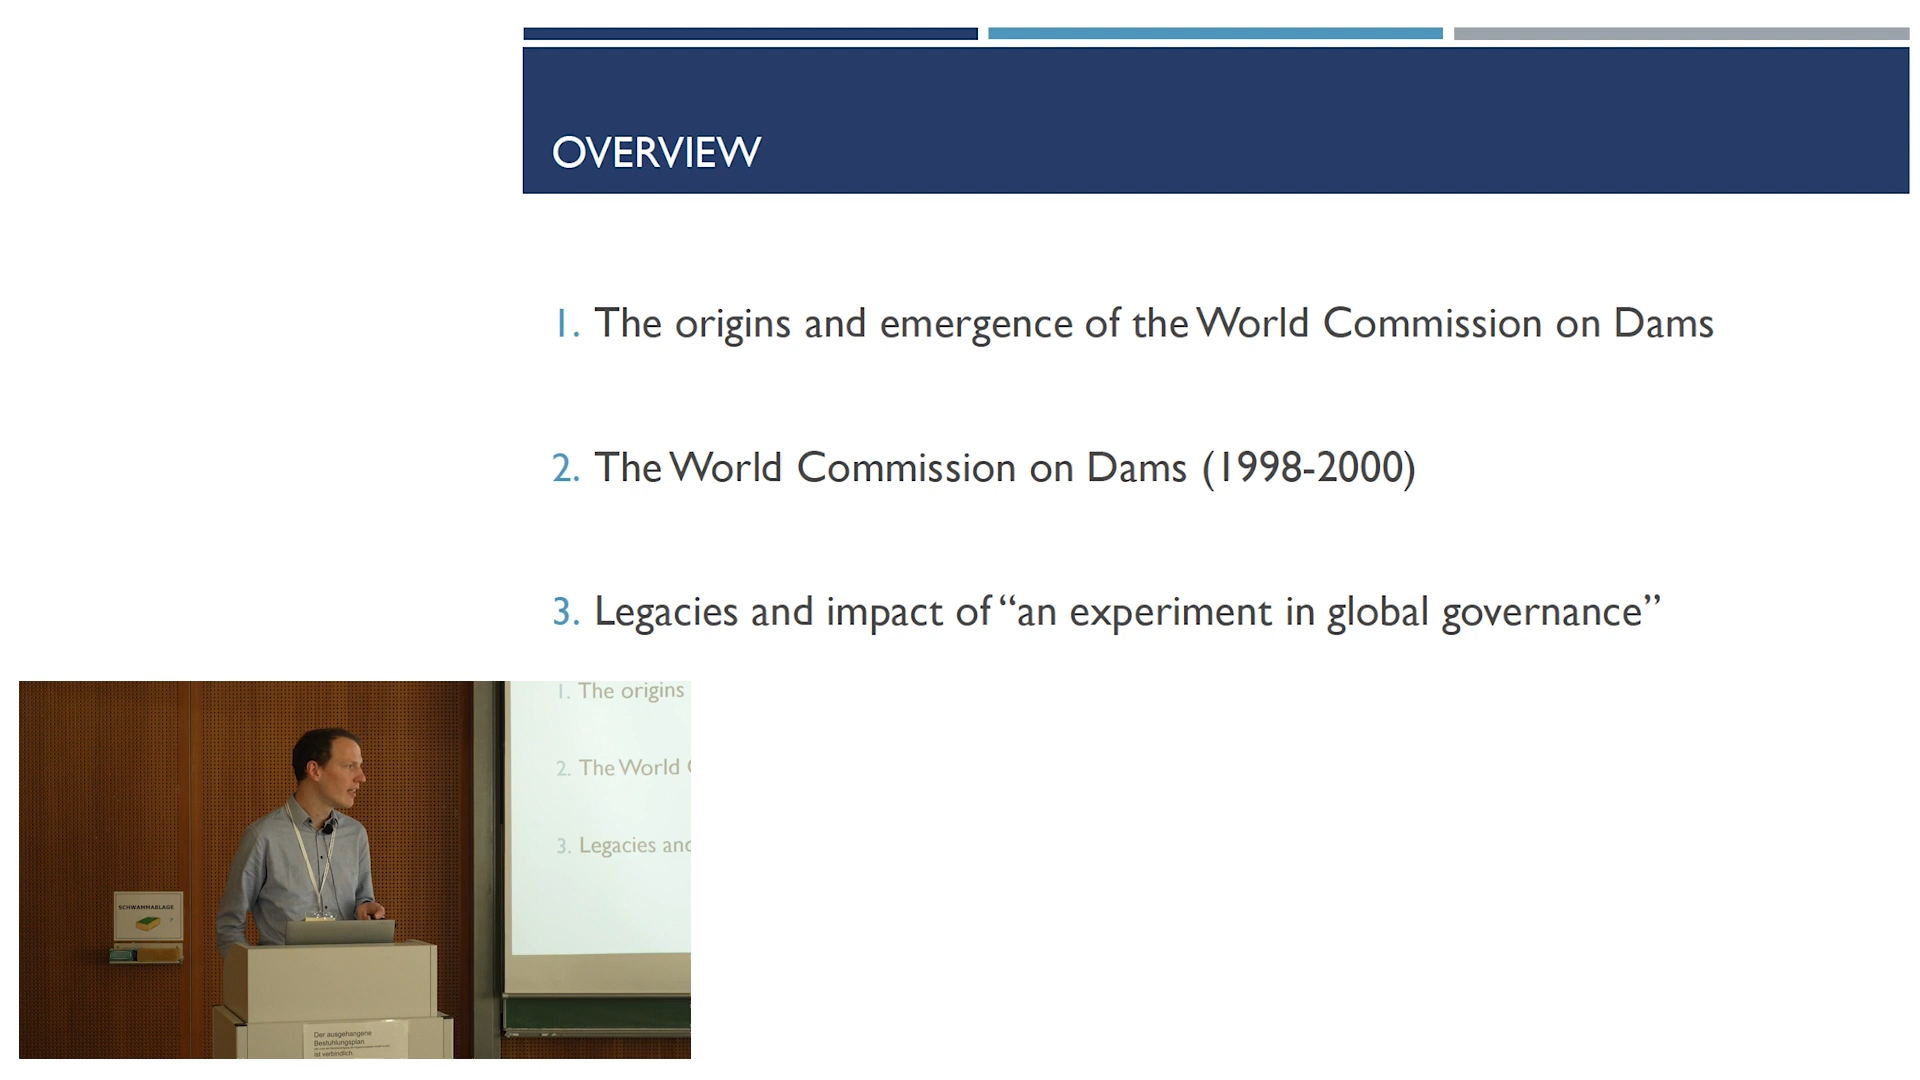 OVERVIEW
1. The origins and emergence of the World Commission on Dams
2. The World Commission on Dams (1998-2000)
3. Legacies and impact of “an experiment in global governance”
1. The origins
2. The World
3. Legacies and
SCHWAMMABLAGE
Der ausgehangene
Bestuhlungsplan
ist verbindlich.